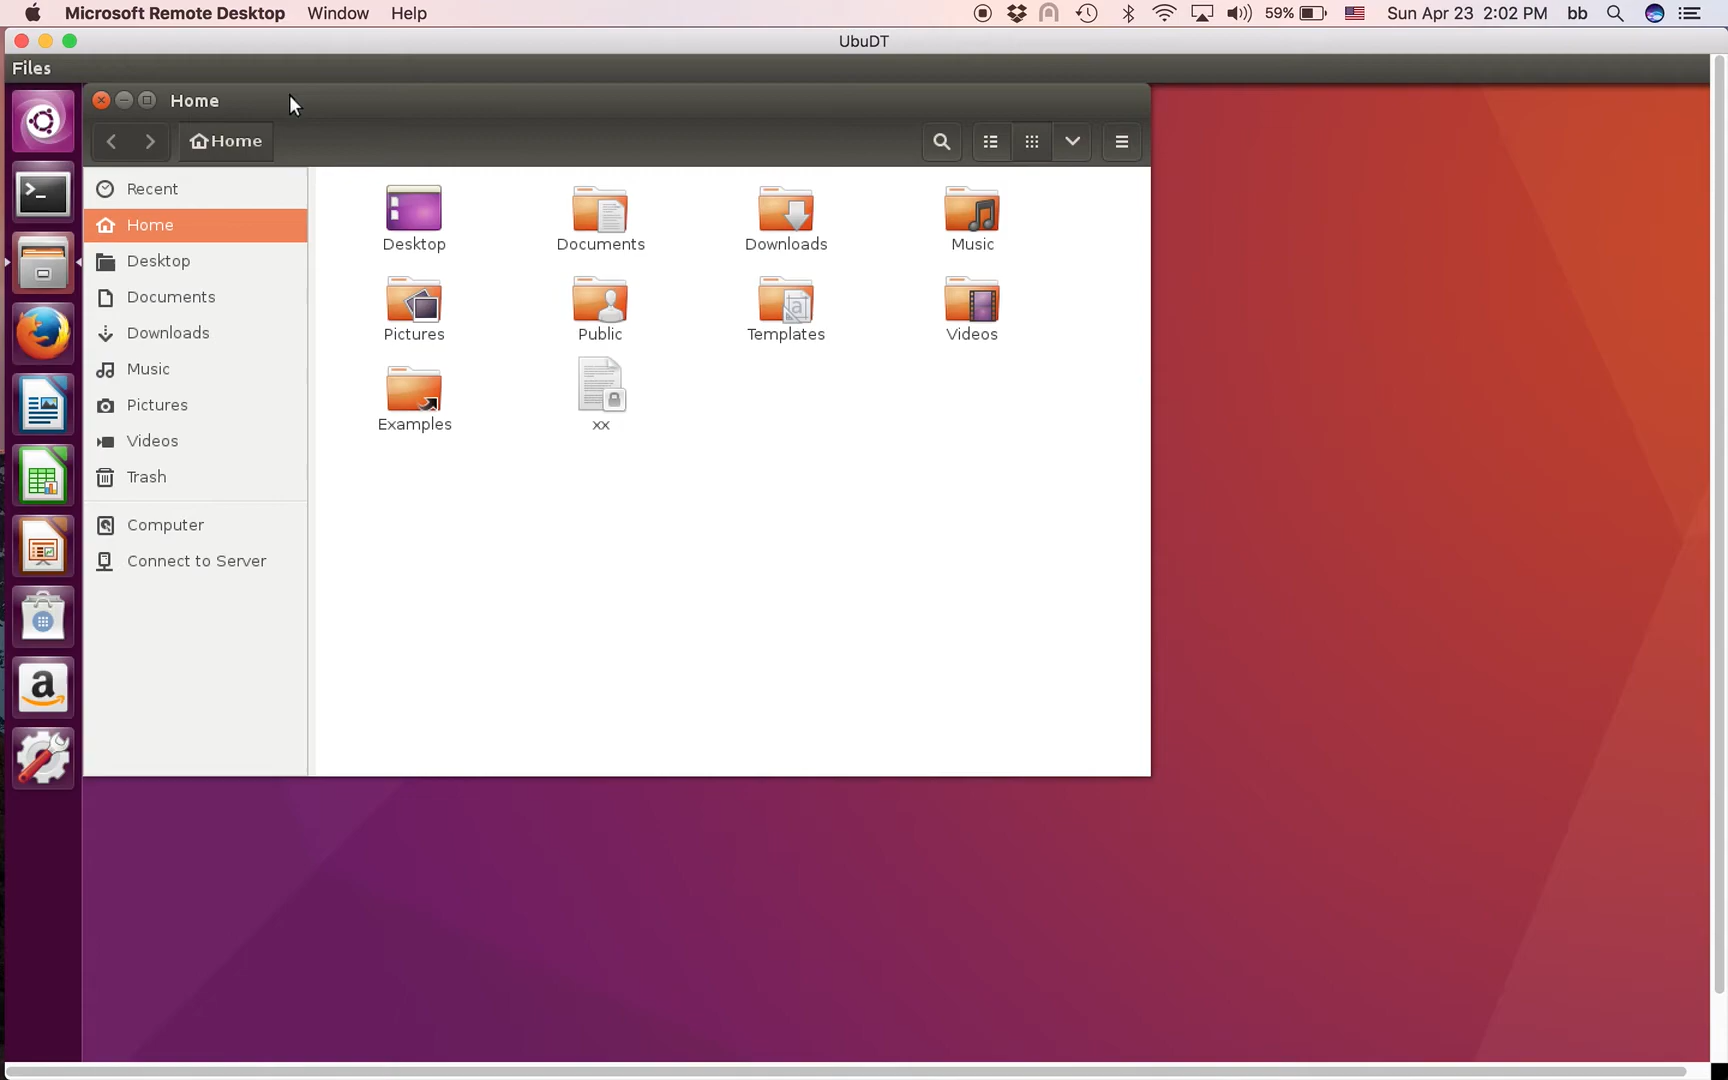 Microsoft Remote Desktop Window Help 59% Sun Apr 23 2:02 PM bb
UbuDT
Files
Home
Home
Recent
Home
Desktop
Documents
Downloads
Music
Pictures
Videos
Trash
Computer
Connect to Server
Desktop Documents Downloads Music
Pictures Public Templates Videos
Examples xx